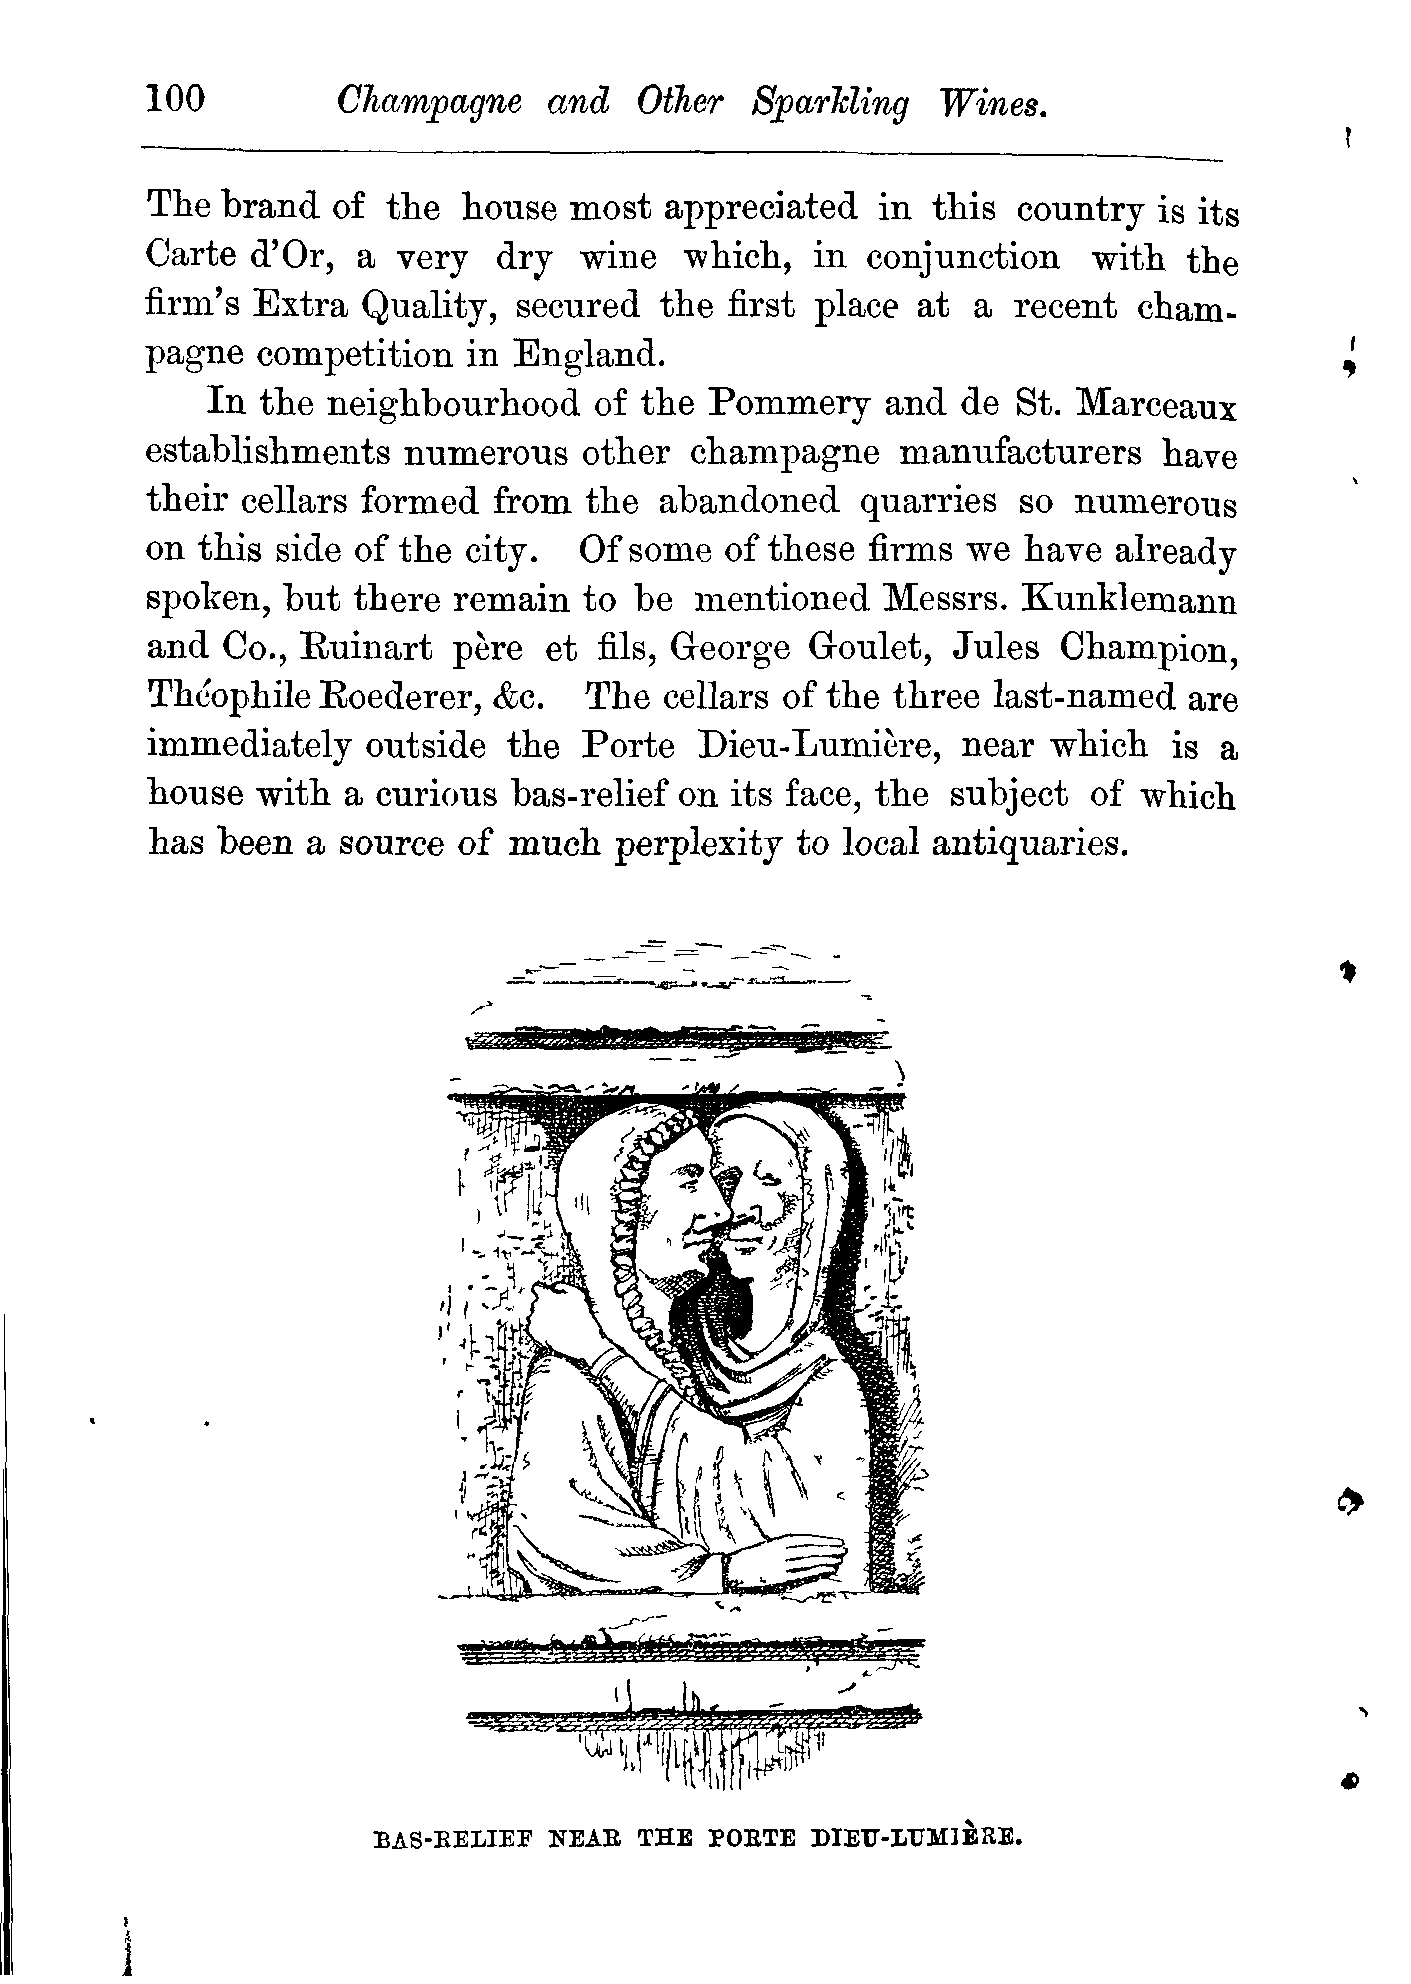 100 Champagne and Other Sparkling Wines.
The brand of the house most appreciated in this country is its
Carte d'Or, a very dry wine which, in conjunction with the
firm's Extra Quality, secured the first place at a recent cham-
pagne competition in England.
In the neighbourhood of the Pommery and de St. Marceaux
establishments numerous other champagne manufacturers have
their cellars formed from the abandoned quarries so numerous
on this side of the city. Of some of these firms we have already
spoken, but there remain to be mentioned Messrs. Kunklemann
and Co., Ruinart père et fils, George Goulet, Jules Champion,
Théophile Roederer, &c. The cellars of the three last-named are
immediately outside the Porte Dieu-Lumière, near which is a
house with a curious bas-relief on its face, the subject of which
has been a source of much perplexity to local antiquaries.
BAS-RELIEF NEAR THE PORTE DIEU-LUMIÈRE.